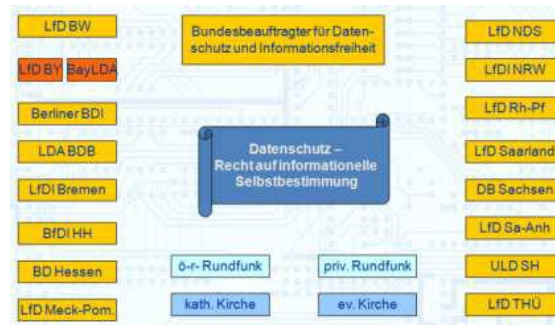 LfD BW
LfD BY BayLDA
Berliner BDI
LDA BDB
LfDI Bremen
BfDI HH
BD Hessen
LfD Meck-Pom.
Bundesbeauftragter für Daten-
schutz und Informationsfreiheit
Datenschutz –
Recht auf informationelle
Selbstbestimmung
ö-r- Rundfunk
priv. Rundfunk
kath. Kirche
ev. Kirche
LfD NDS
LfDI NRW
LfD Rh-Pf
LfD Saarland
DB Sachsen
LfD Sa-Anh
ULD SH
LfD THÜ